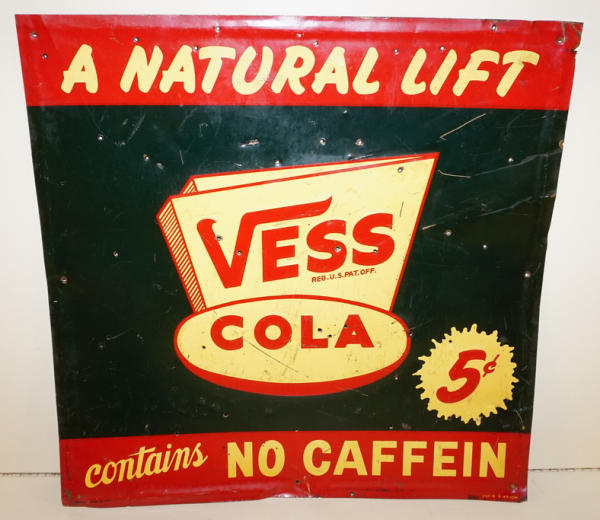 A NATURAL LIFT
VESS
REG. U.S. PAT. OFF.
COLA
5¢
contains NO CAFFEIN